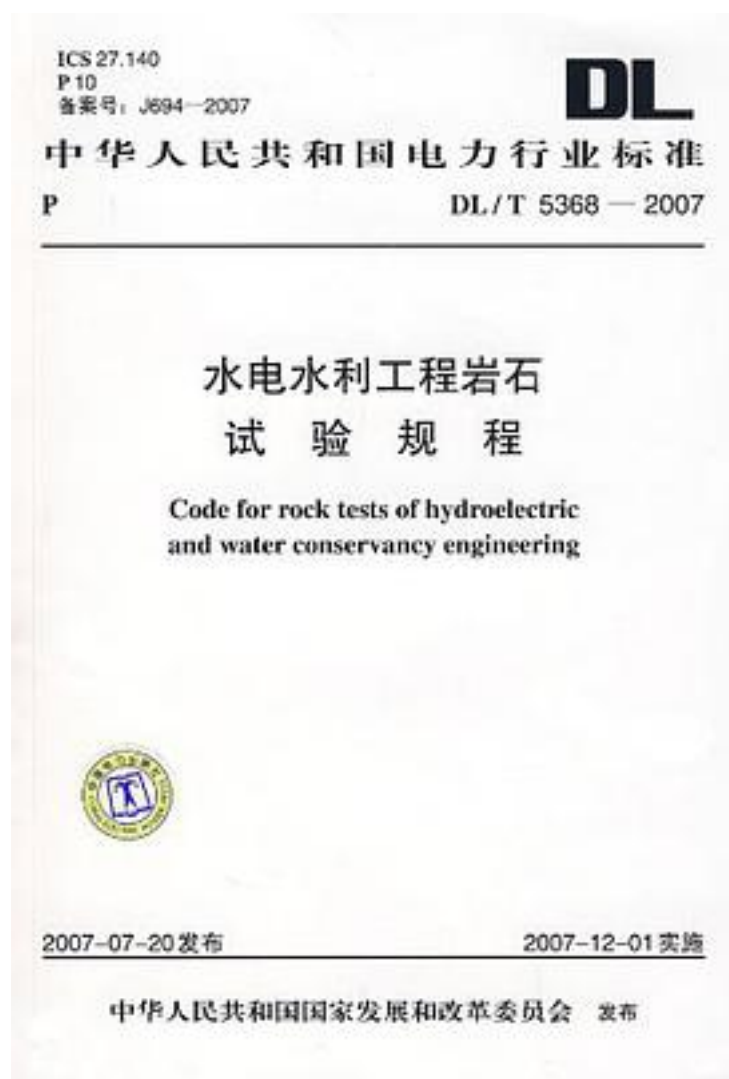 ICS 27.140
P 10
备案号：J694—2007
DL
中华人民共和国电力行业标准
P
DL/T 5368 — 2007
水电水利工程岩石
试 验 规 程
Code for rock tests of hydroelectric
and water conservancy engineering
2007-07-20发布
2007-12-01实施
中华人民共和国国家发展和改革委员会 发布